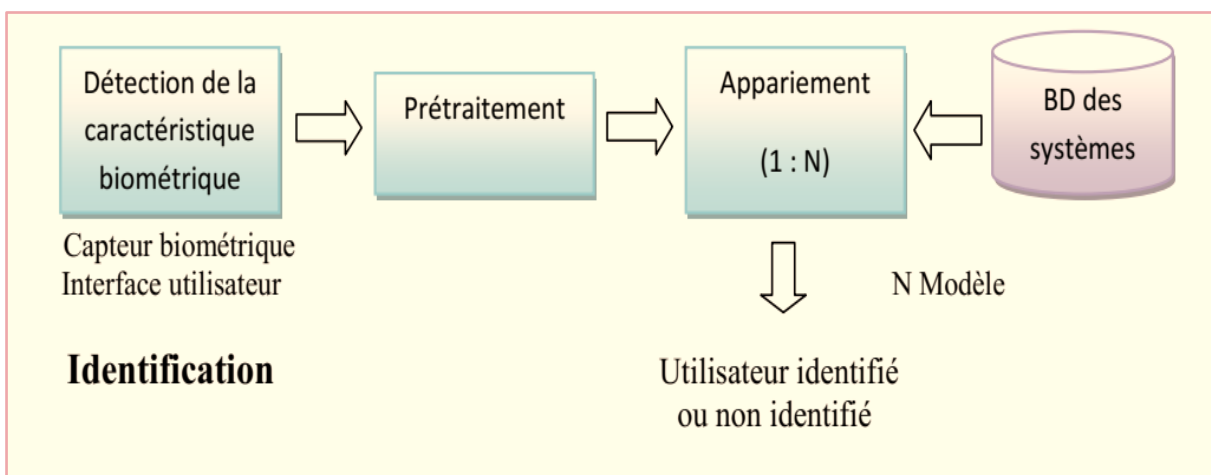 Détection de la
caractéristique
biométrique
Prétraitement
Appariement
(1 : N)
BD des
systèmes
Capteur biométrique
Interface utilisateur
N Modèle
Identification
Utilisateur identifié
ou non identifié